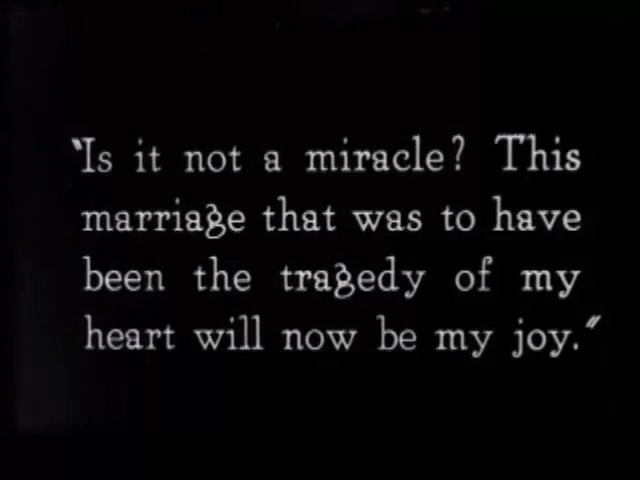 "Is it not a miracle? This
marriage that was to have
been the tragedy of my
heart will now be my joy."